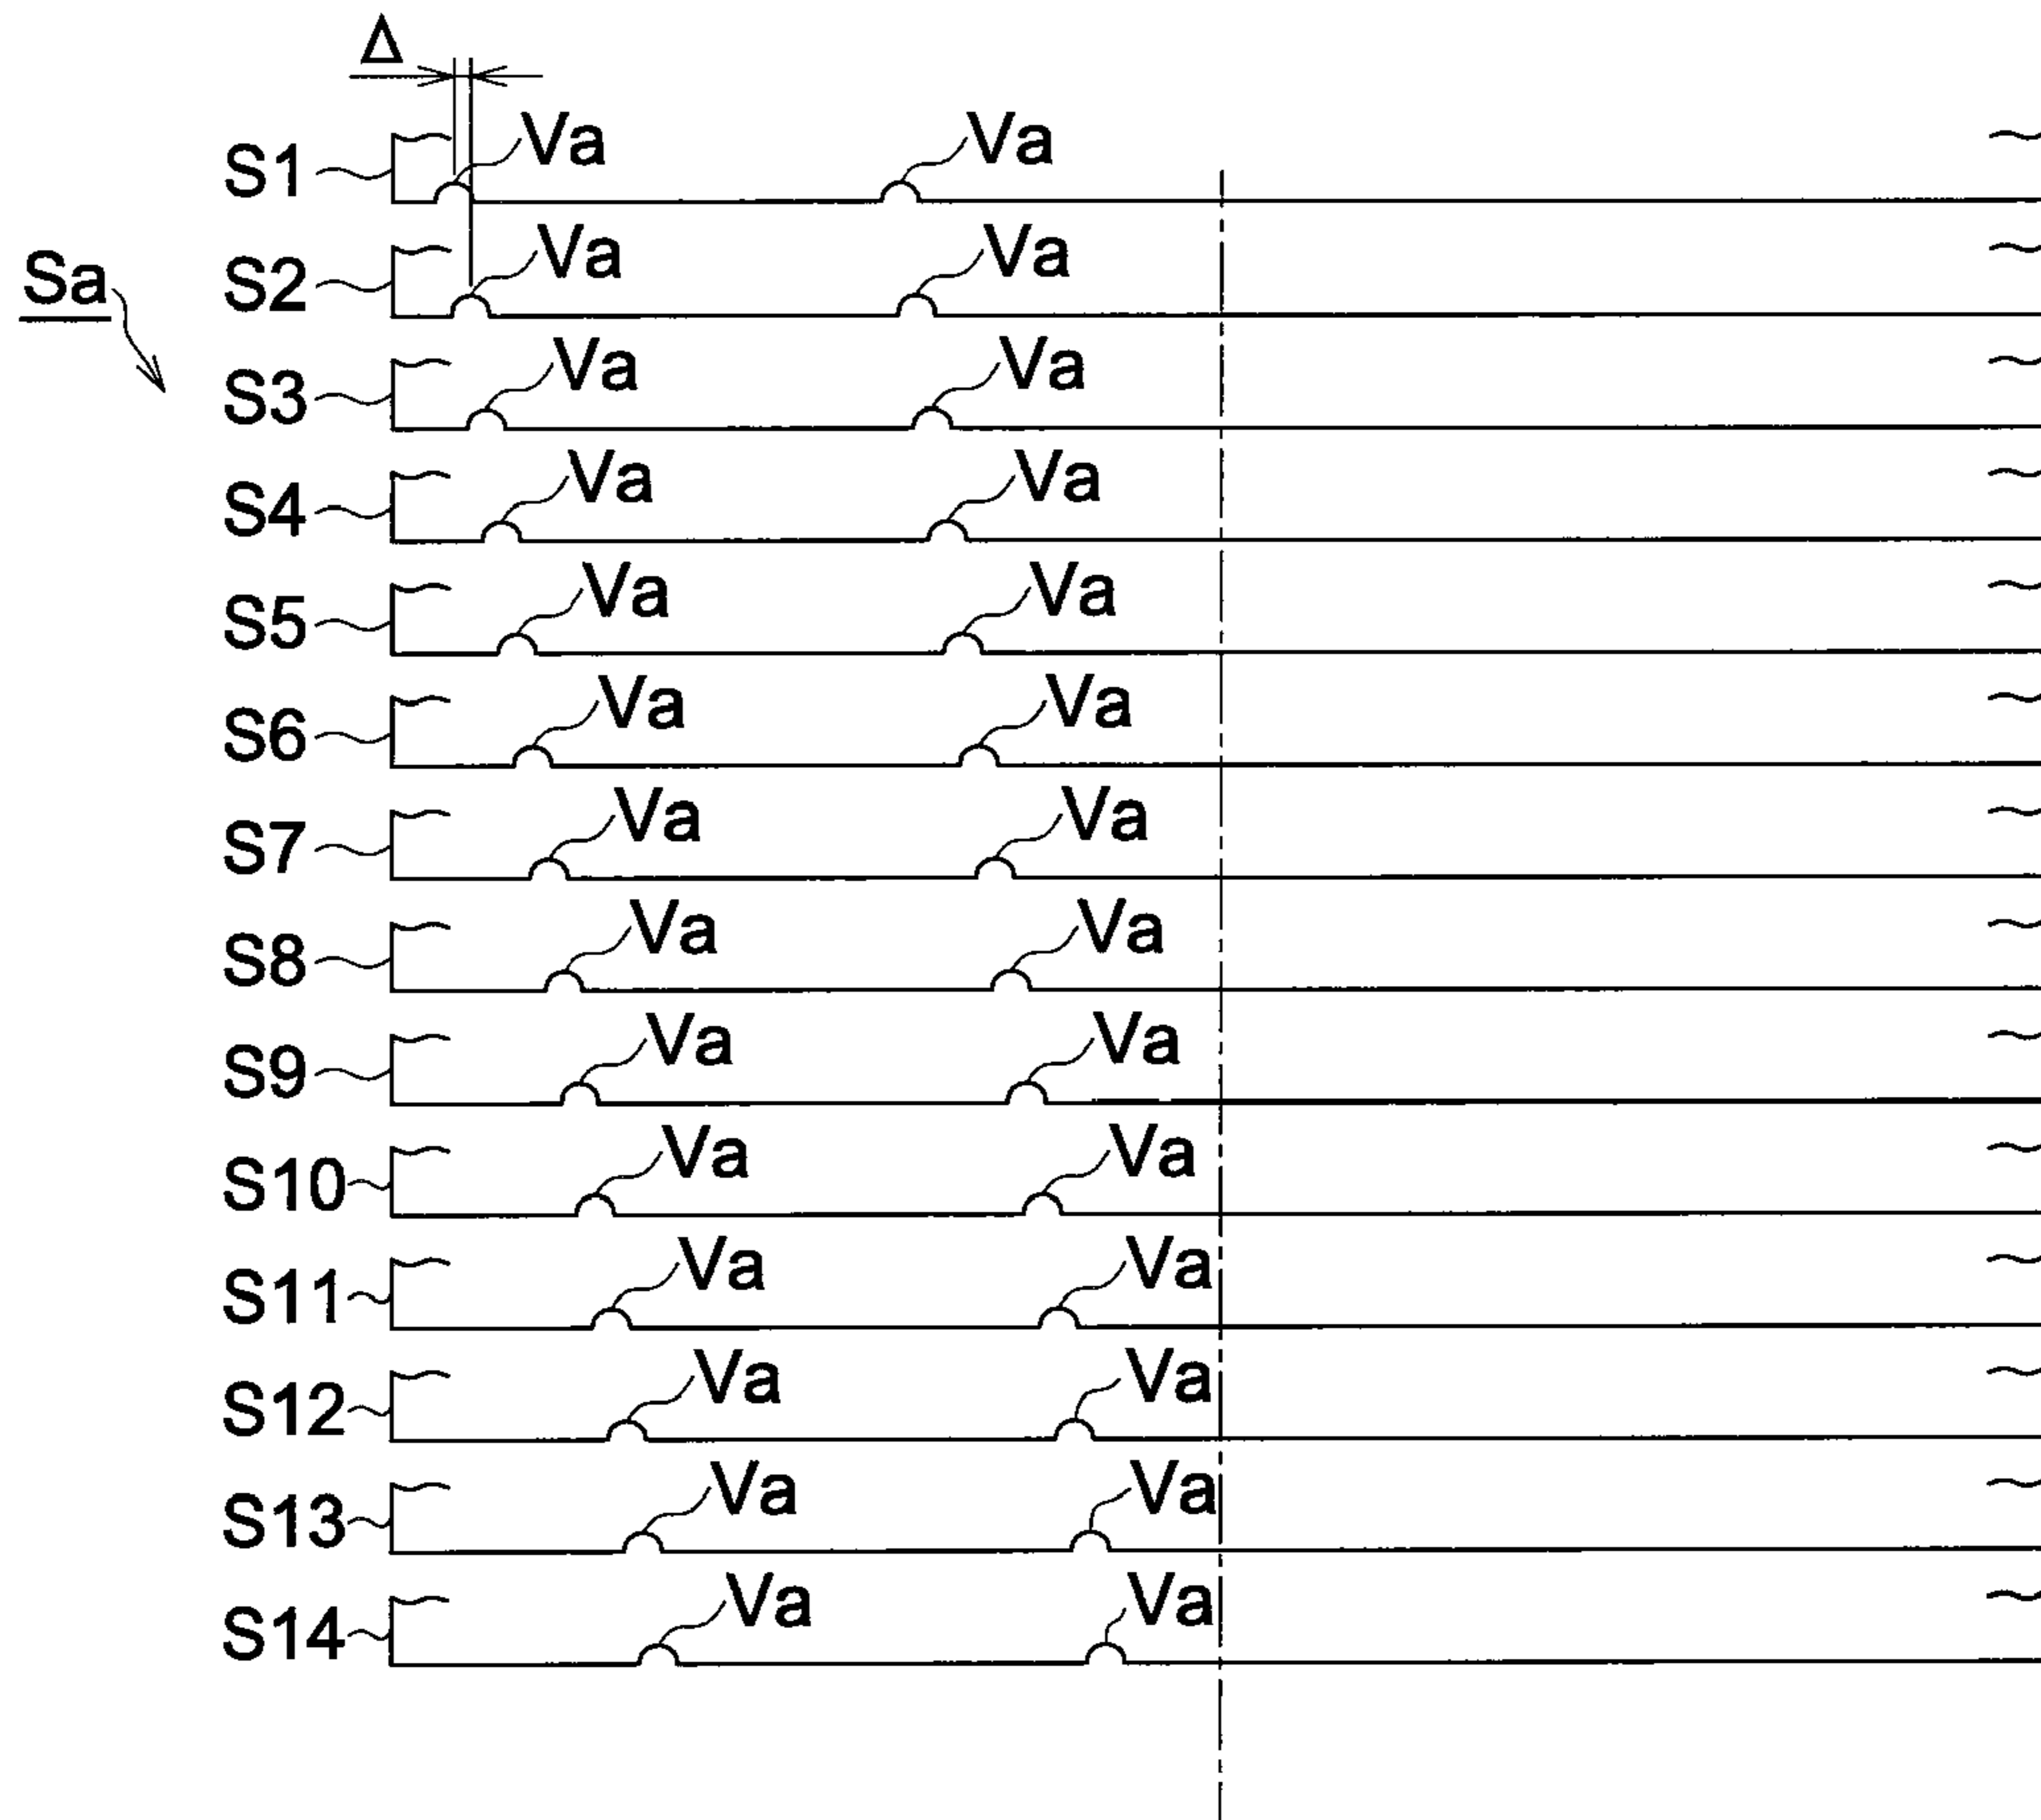 Δ
S1 Va Va
S2 Va Va
Sa
S3 Va Va
S4 Va Va
S5 Va Va
S6 Va Va
S7 Va Va
S8 Va Va
S9 Va Va
S10 Va Va
S11 Va Va
S12 Va Va
S13 Va Va
S14 Va Va